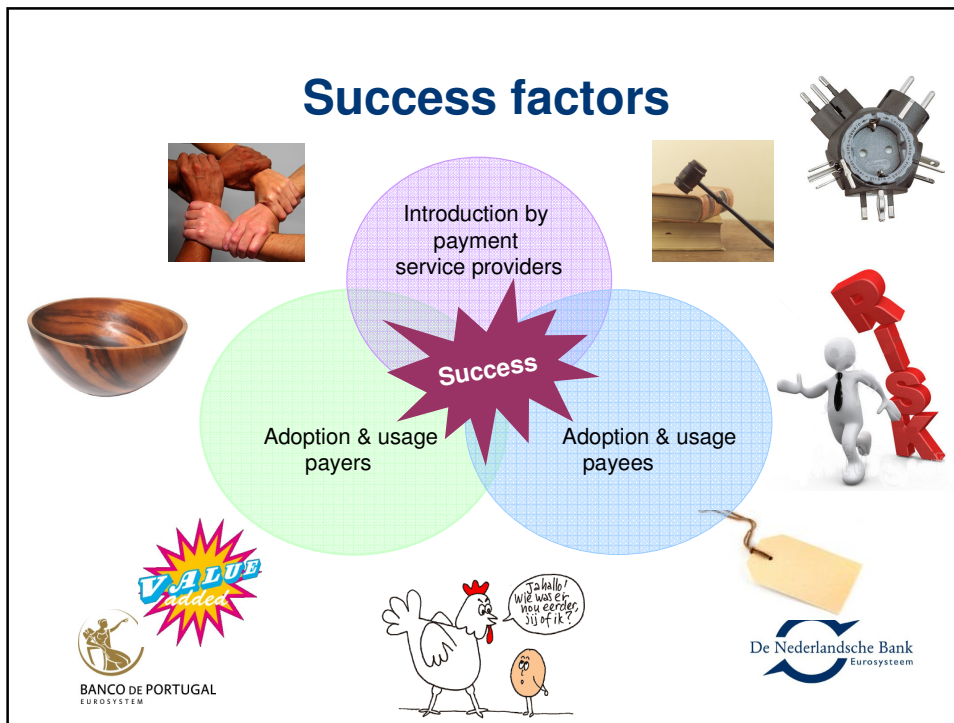 Success factors
Introduction by
payment
service providers
RISK
Success
Adoption & usage
payers
Adoption & usage
payees
VALUE
added
Ja hallo!
Wie was er
nou eerder,
jij of ik?
De Nederlandsche Bank
Eurosysteem
BANCO DE PORTUGAL
EUROSYSTEM